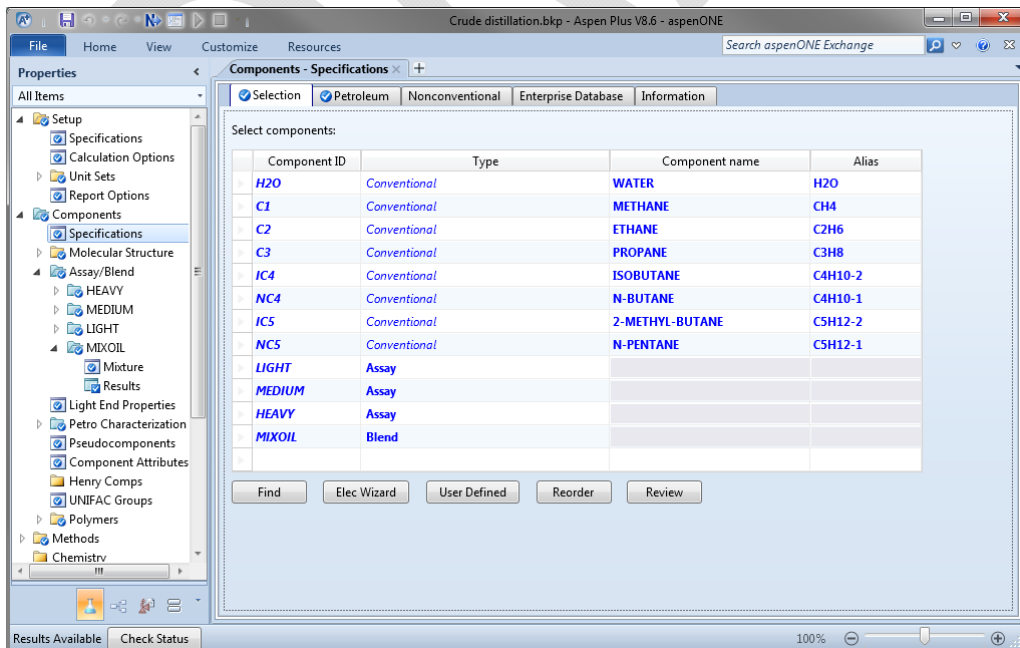 Crude distillation.bkp - Aspen Plus V8.6 - aspenONE
File Home View Customize Resources Search aspenONE Exchange
Properties
All Items
Setup
Specifications
Calculation Options
Unit Sets
Report Options
Components
Specifications
Molecular Structure
Assay/Blend
HEAVY
MEDIUM
LIGHT
MIXOIL
Mixture
Results
Light End Properties
Petro Characterization
Pseudocomponents
Component Attributes
Henry Comps
UNIFAC Groups
Polymers
Methods
Chemistry
Components - Specifications
Selection Petroleum Nonconventional Enterprise Database Information
Select components:
Component ID Type Component name Alias
H2O Conventional WATER H2O
C1 Conventional METHANE CH4
C2 Conventional ETHANE C2H6
C3 Conventional PROPANE C3H8
IC4 Conventional ISOBUTANE C4H10-2
NC4 Conventional N-BUTANE C4H10-1
IC5 Conventional 2-METHYL-BUTANE C5H12-2
NC5 Conventional N-PENTANE C5H12-1
LIGHT Assay
MEDIUM Assay
HEAVY Assay
MIXOIL Blend
Find Elec Wizard User Defined Reorder Review
Results Available Check Status 100%